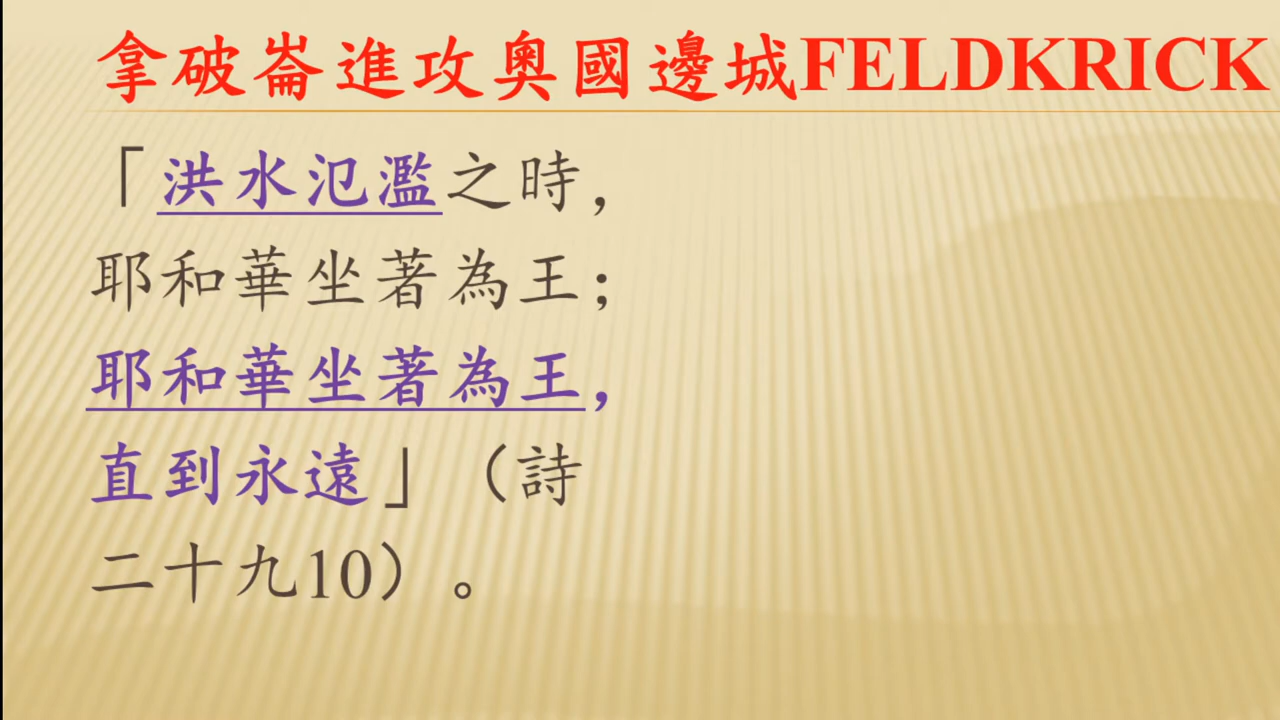 拿破崙進攻奧國邊城FELDKRICK
「洪水氾濫之時，
耶和華坐著為王；
耶和華坐著為王，
直到永遠」（詩
二十九10）。